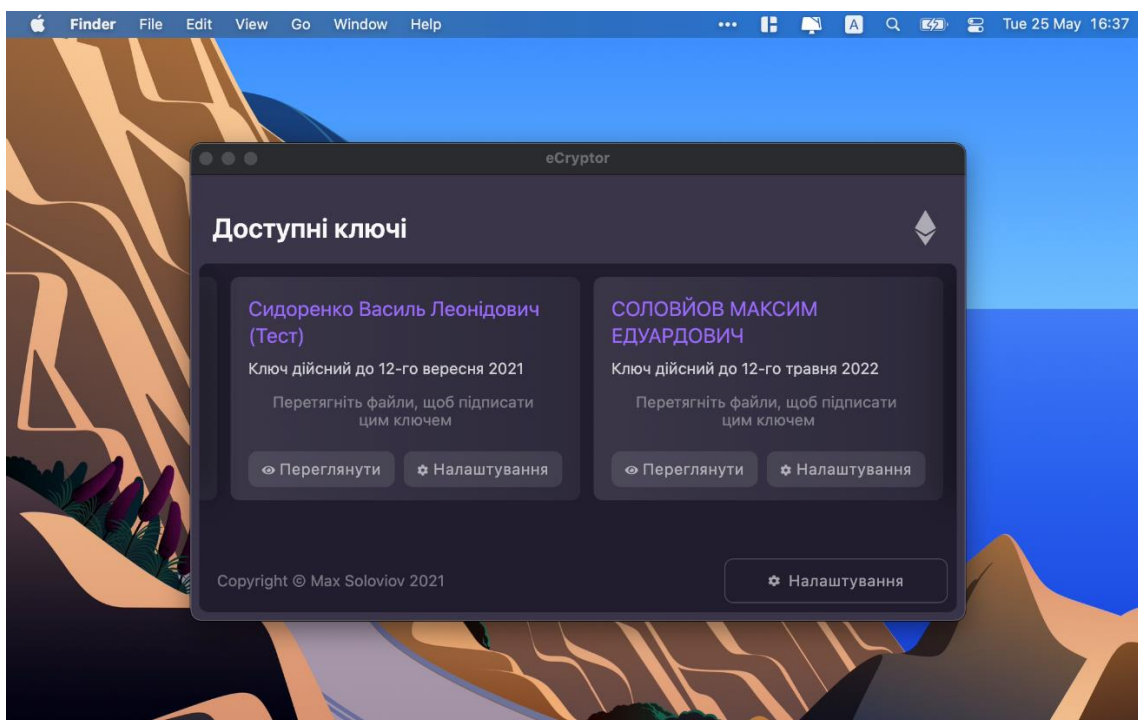 Finder File Edit View Go Window Help A Tue 25 May 16:37
eCryptor
Доступні ключі
Сидоренко Василь Леонідович
(Тест)
Ключ дійсний до 12-го вересня 2021
Перетягніть файли, щоб підписати
цим ключем
Переглянути Налаштування
СОЛОВЙОВ МАКСИМ
ЕДУАРДОВИЧ
Ключ дійсний до 12-го травня 2022
Перетягніть файли, щоб підписати
цим ключем
Переглянути Налаштування
Copyright © Max Soloviov 2021
Налаштування